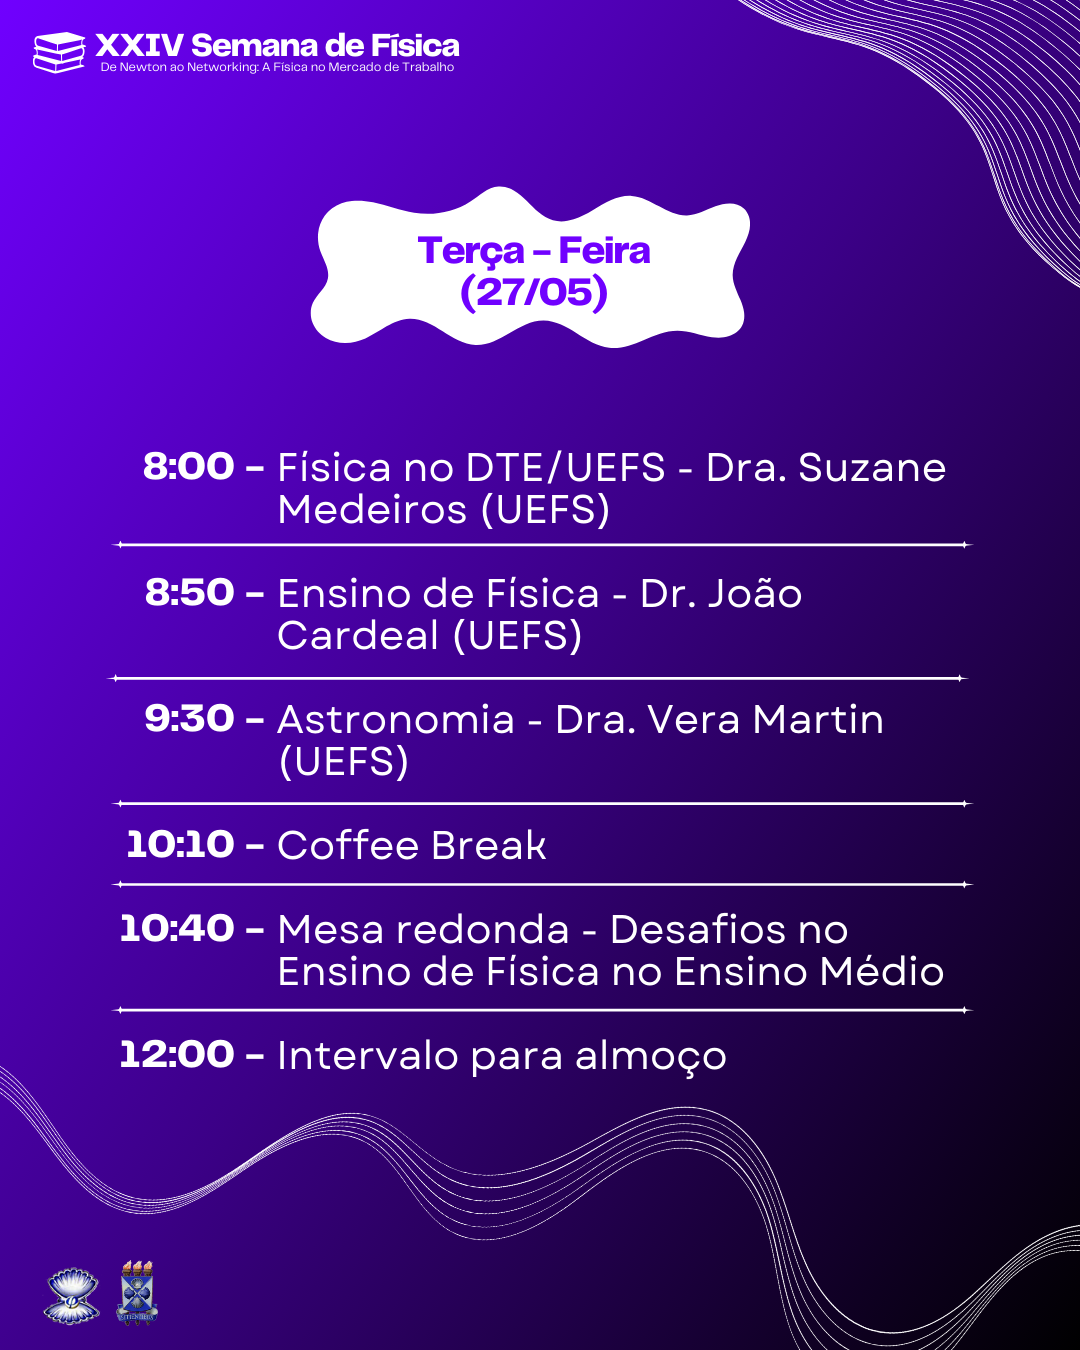 XXIV Semana de Física
De Newton ao Networking: A Física no Mercado de Trabalho
Terça - Feira
(27/05)
8:00 - Física no DTE/UEFS - Dra. Suzane
Medeiros (UEFS)
8:50 - Ensino de Física - Dr. João
Cardeal (UEFS)
9:30 - Astronomia - Dra. Vera Martin
(UEFS)
10:10 - Coffee Break
10:40 - Mesa redonda - Desafios no
Ensino de Física no Ensino Médio
12:00 - Intervalo para almoço